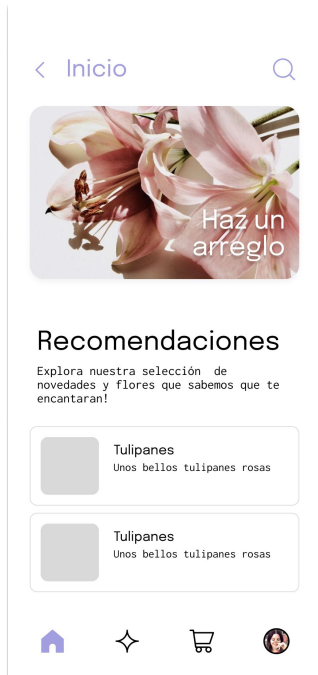 Inicio
Haz un
arreglo
Recomendaciones
Explora nuestra selección de
novedades y flores que sabemos que te
encantaran!
Tulipanes
Unos bellos tulipanes rosas
Tulipanes
Unos bellos tulipanes rosas